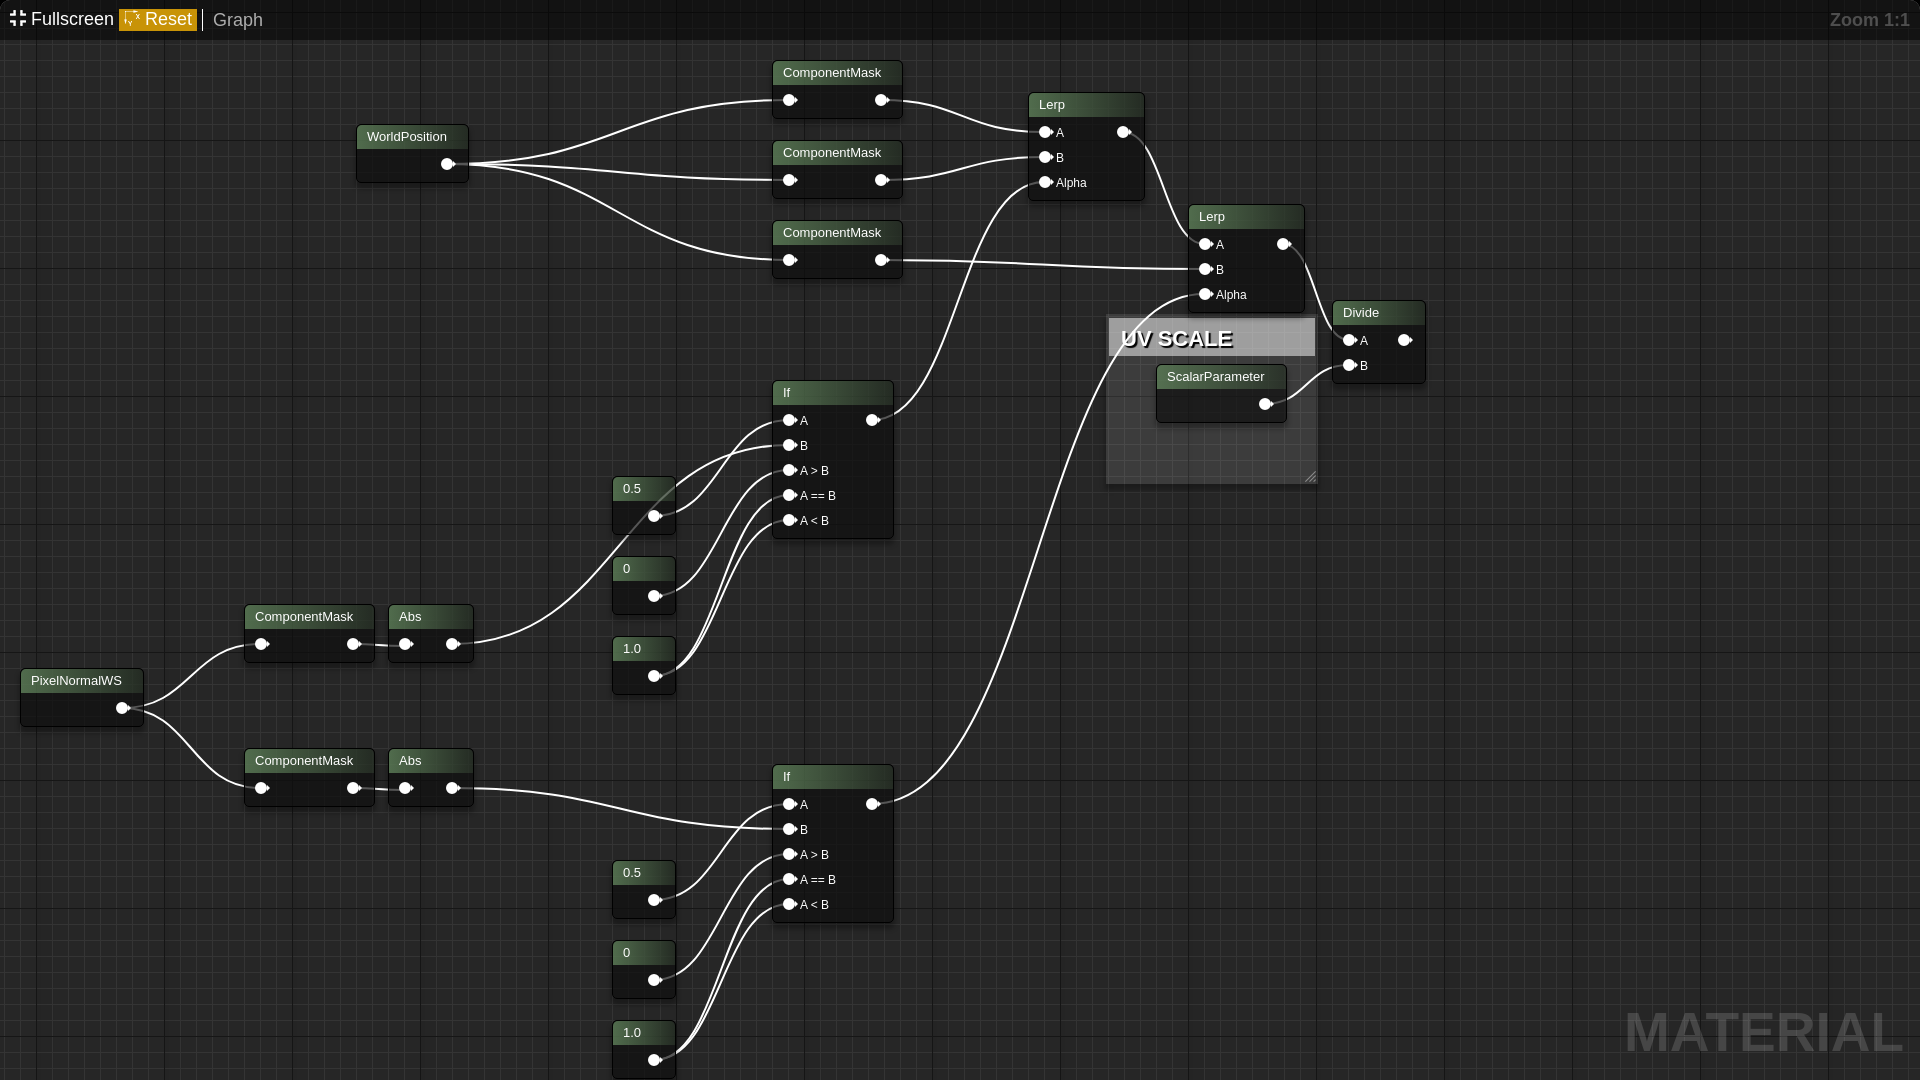 Fullscreen Reset Graph
Zoom 1:1
ComponentMask
Lerp
A
B
Alpha
WorldPosition
ComponentMask
ComponentMask
Lerp
A
B
Alpha
Divide
A
B
UV SCALE
ScalarParameter
If
A
B
A > B
A == B
A < B
0.5
0
1.0
ComponentMask
Abs
PixelNormalWS
ComponentMask
Abs
If
A
B
A > B
A == B
A < B
0.5
0
1.0
MATERIAL